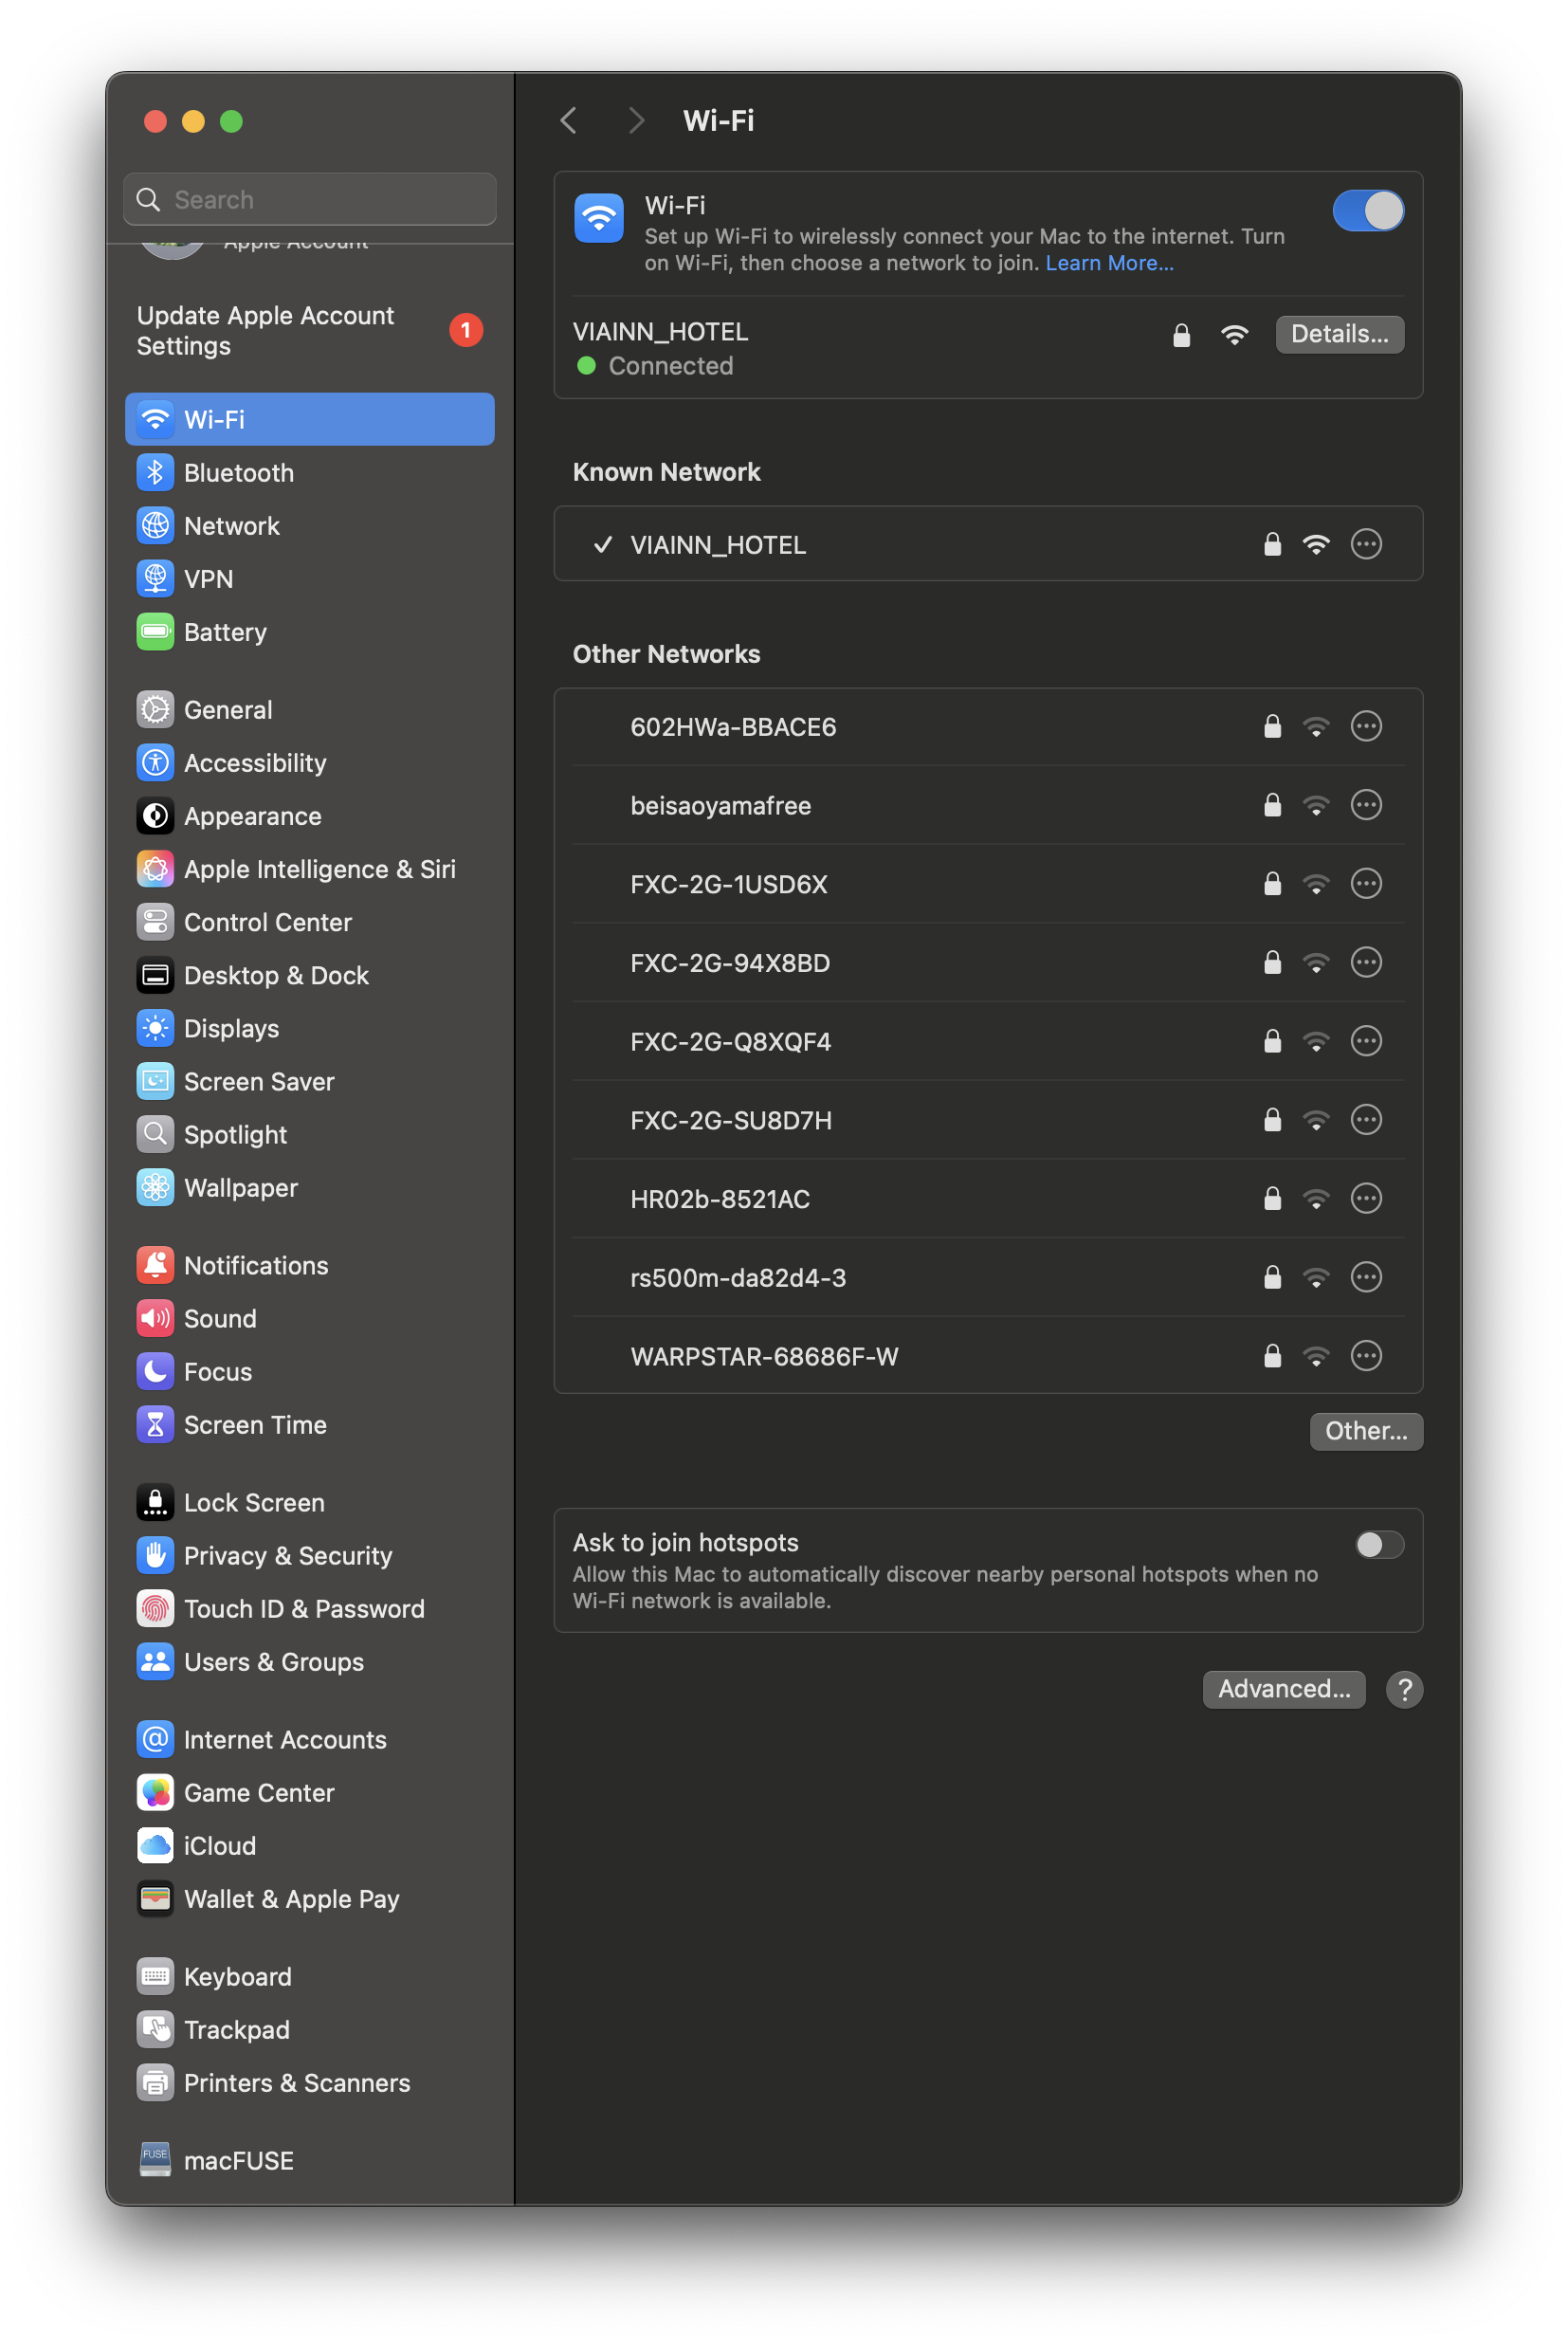 Search
Apple Account
Update Apple Account
Settings
1
Wi-Fi
Bluetooth
Network
VPN
Battery
General
Accessibility
Appearance
Apple Intelligence & Siri
Control Center
Desktop & Dock
Displays
Screen Saver
Spotlight
Wallpaper
Notifications
Sound
Focus
Screen Time
Lock Screen
Privacy & Security
Touch ID & Password
Users & Groups
Internet Accounts
Game Center
iCloud
Wallet & Apple Pay
Keyboard
Trackpad
Printers & Scanners
FUSE
macFUSE
Wi-Fi
Wi-Fi
Set up Wi-Fi to wirelessly connect your Mac to the internet. Turn
on Wi-Fi, then choose a network to join. Learn More...
VIAINN_HOTEL
Details...
Connected
Known Network
VIAINN_HOTEL
Other Networks
602HWa-BBACE6
beisaoyamafree
FXC-2G-1USD6X
FXC-2G-94X8BD
FXC-2G-Q8XQF4
FXC-2G-SU8D7H
HR02b-8521AC
rs500m-da82d4-3
WARPSTAR-68686F-W
Other...
Ask to join hotspots
Allow this Mac to automatically discover nearby personal hotspots when no
Wi-Fi network is available.
Advanced...
?